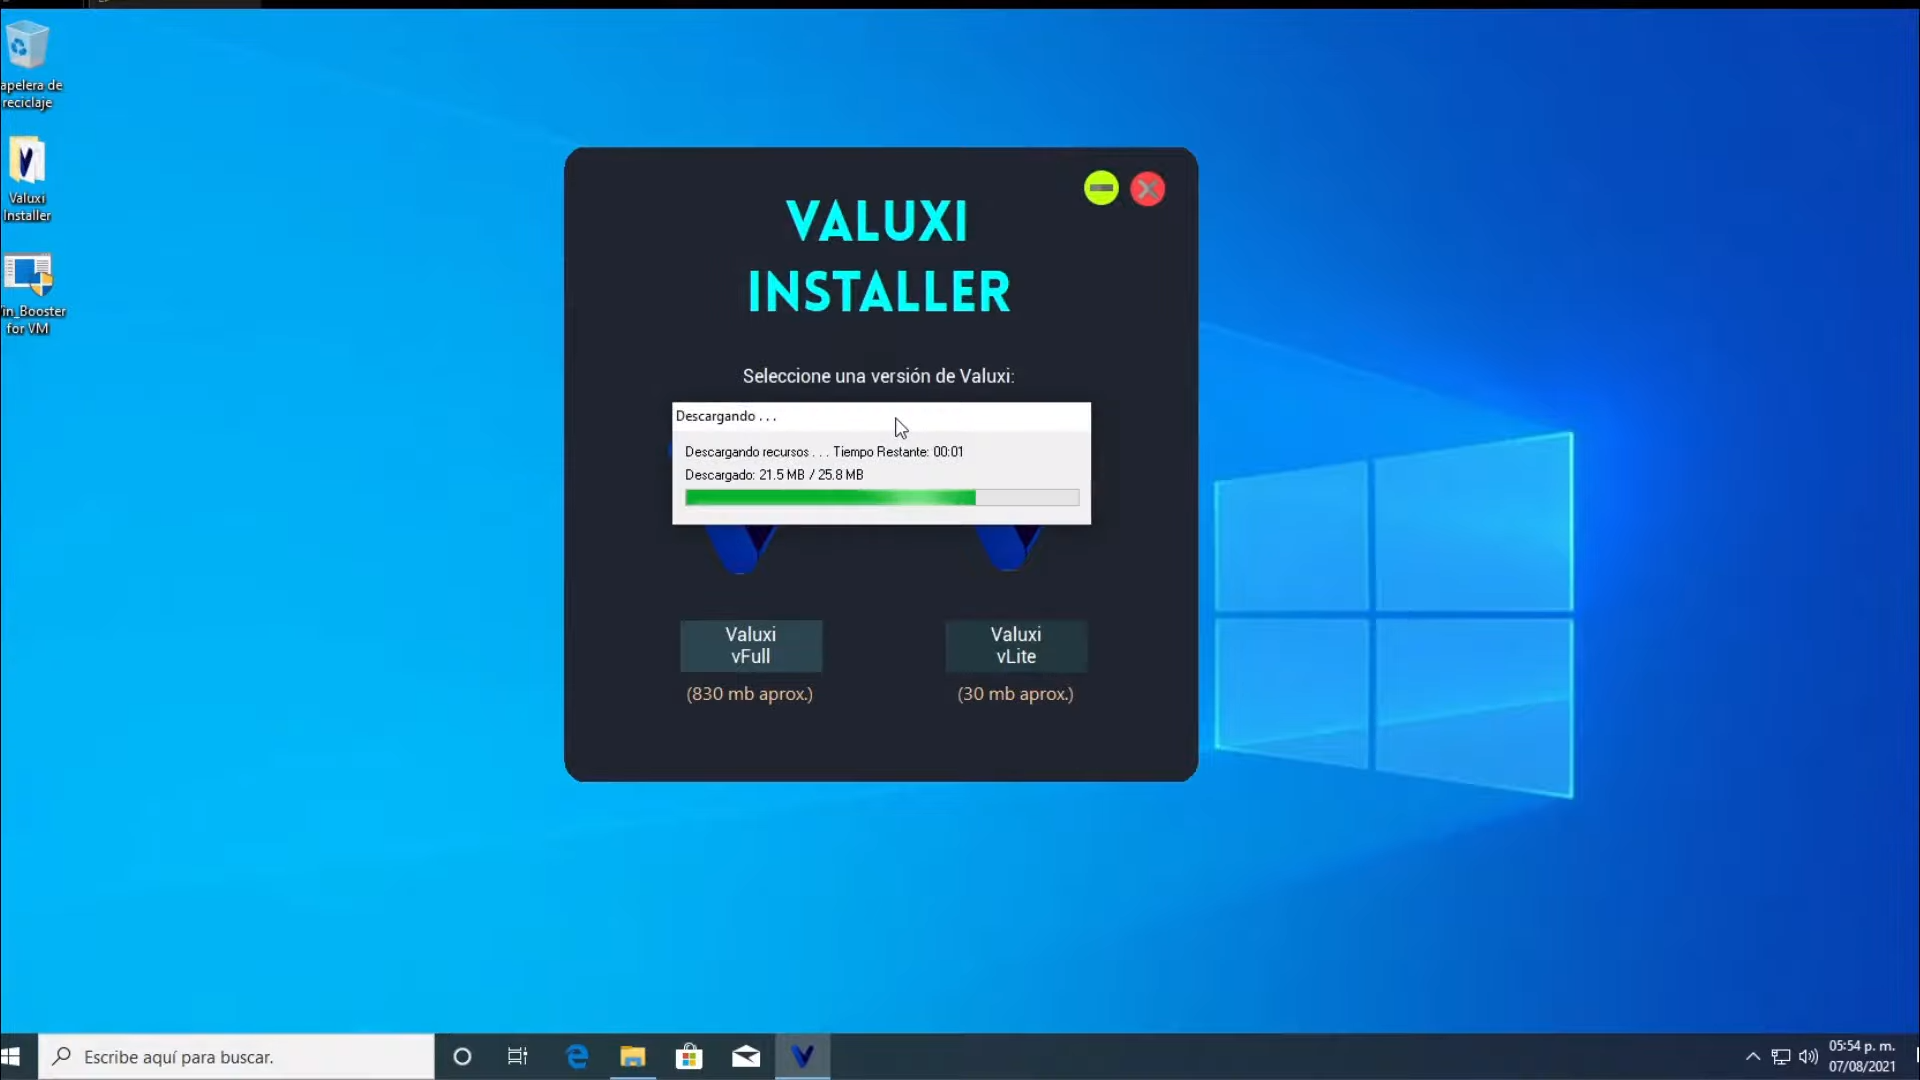 apelera de
reciclaje
Valuxi
Installer
in_Booster
for VM
VALUXI
INSTALLER
Seleccione una versión de Valuxi:
Descargando . . .
Descargando recursos . . . Tiempo Restante: 00:01
Descargado: 21.5 MB / 25.8 MB
Valuxi
vFull
(830 mb aprox.)
Valuxi
vLite
(30 mb aprox.)
Escribe aquí para buscar.
05:54 p. m.
07/08/2021